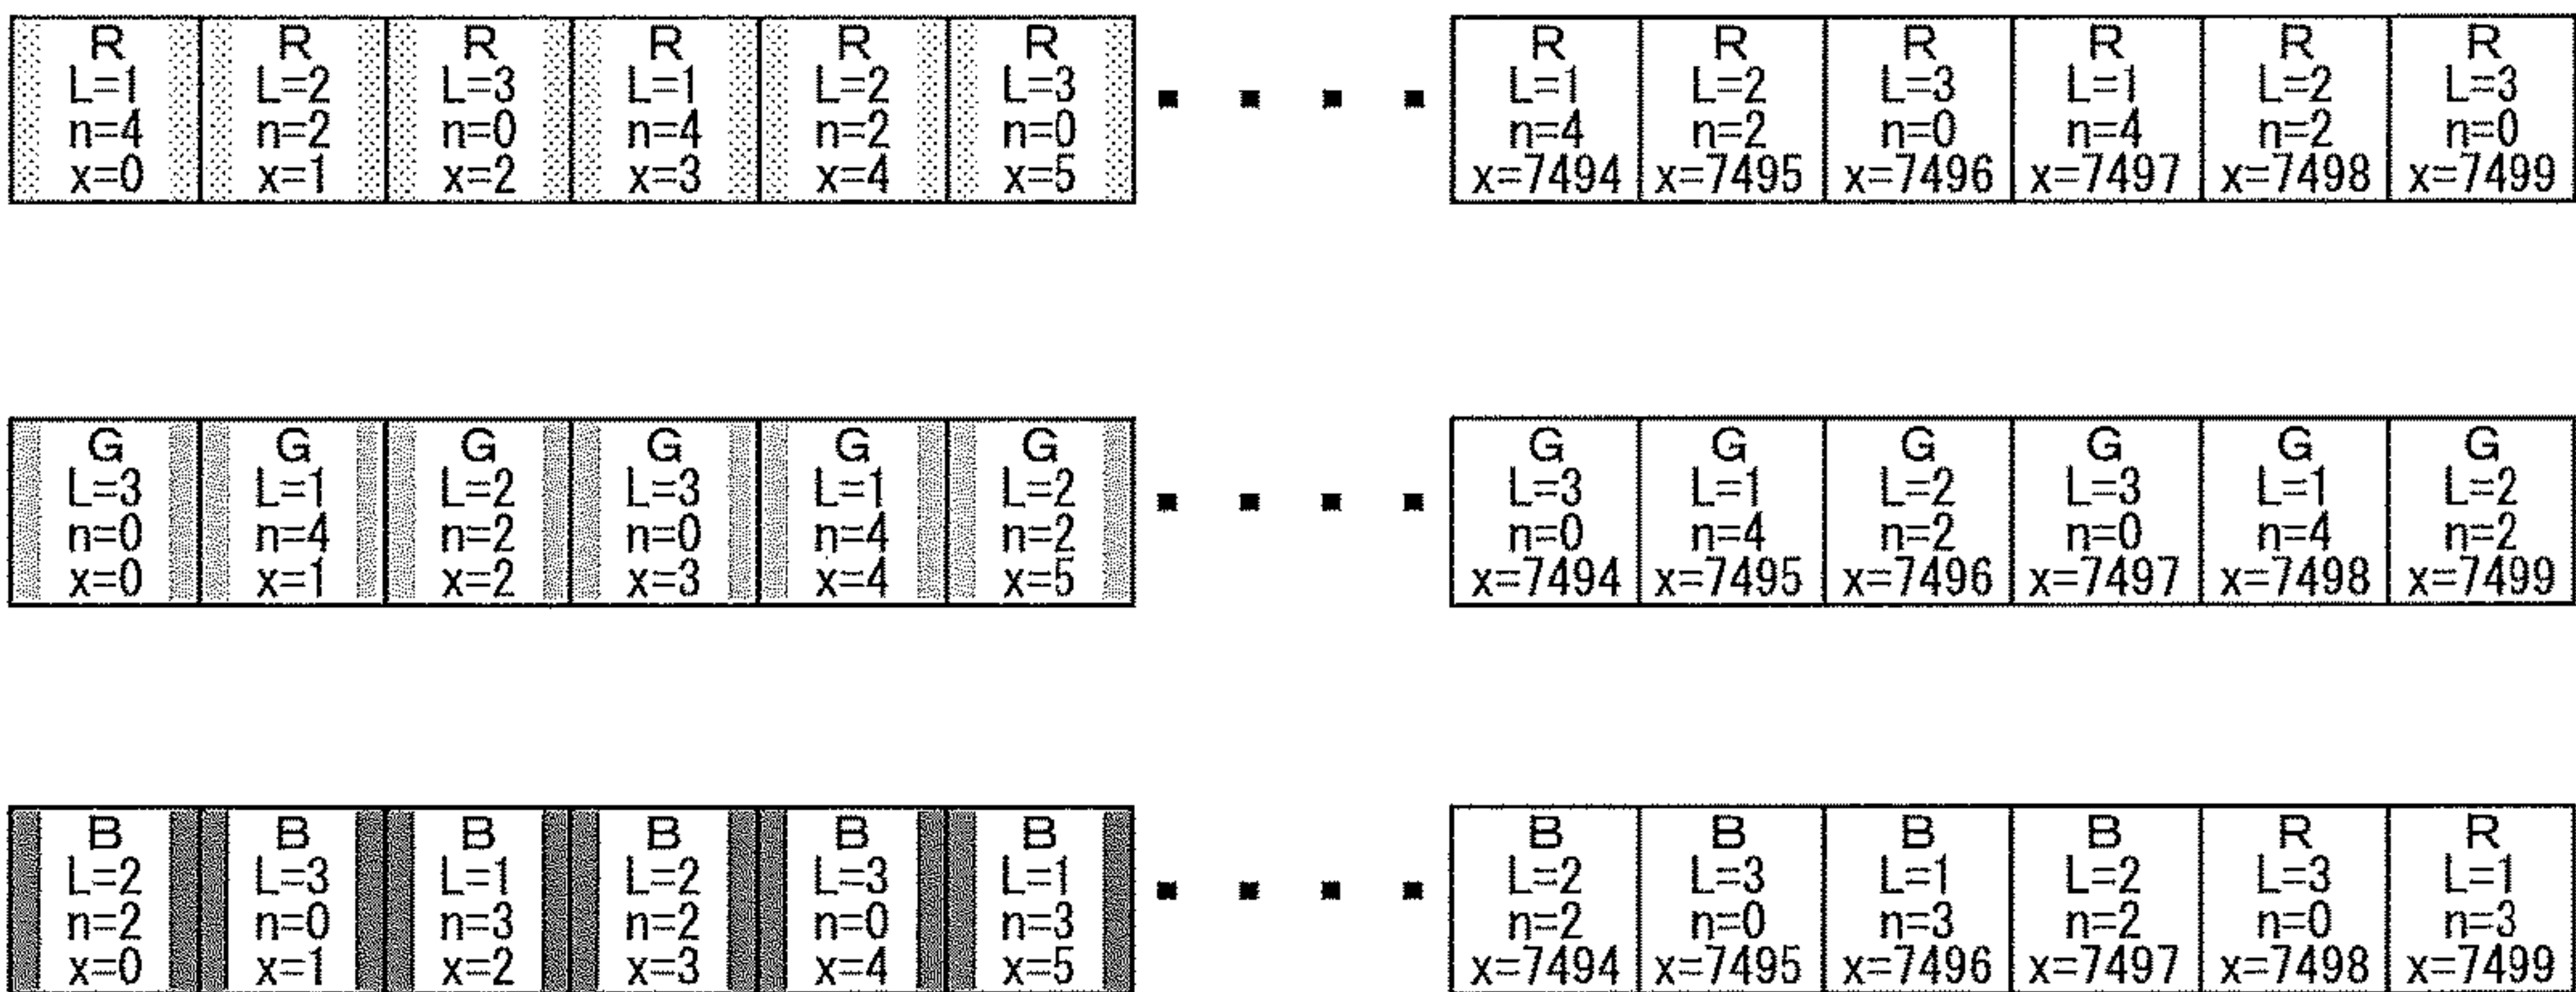 R R R R R R R R R R R R
L=1 L=2 L=3 L=1 L=2 L=3 L=1 L=2 L=3 L=1 L=2 L=3
n=4 n=2 n=0 n=4 n=2 n=0 n=4 n=2 n=0 n=4 n=2 n=0
x=0 x=1 x=2 x=3 x=4 x=5 x=7494 x=7495 x=7496 x=7497 x=7498 x=7499
G G G G G G G G G G G G
L=3 L=1 L=2 L=3 L=1 L=2 L=3 L=1 L=2 L=3 L=1 L=2
n=0 n=4 n=2 n=0 n=4 n=2 n=0 n=4 n=2 n=0 n=4 n=2
x=0 x=1 x=2 x=3 x=4 x=5 x=7494 x=7495 x=7496 x=7497 x=7498 x=7499
B B B B B B B B B B R R
L=2 L=3 L=1 L=2 L=3 L=1 L=2 L=3 L=1 L=2 L=3 L=1
n=2 n=0 n=3 n=2 n=0 n=3 n=2 n=0 n=3 n=2 n=0 n=3
x=0 x=1 x=2 x=3 x=4 x=5 x=7494 x=7495 x=7496 x=7497 x=7498 x=7499